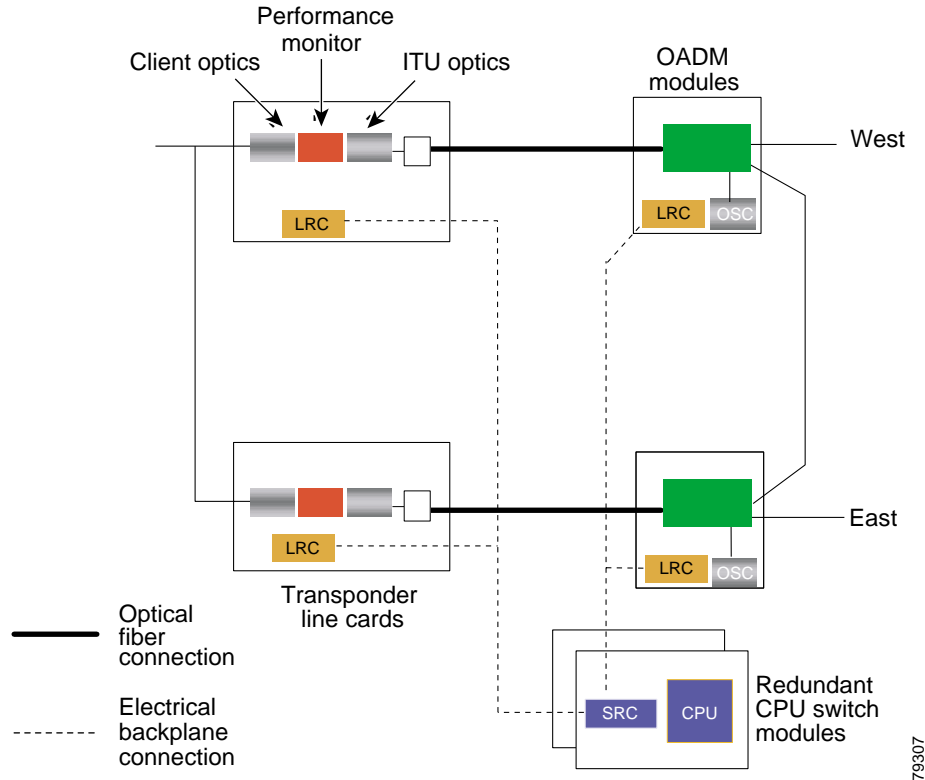 Performance
monitor
Client optics
ITU optics
OADM
modules
West
LRC
LRC
OSC
East
LRC
LRC
OSC
Transponder
line cards
Optical
fiber
connection
Electrical
backplane
connection
SRC
CPU
Redundant
CPU switch
modules
79307